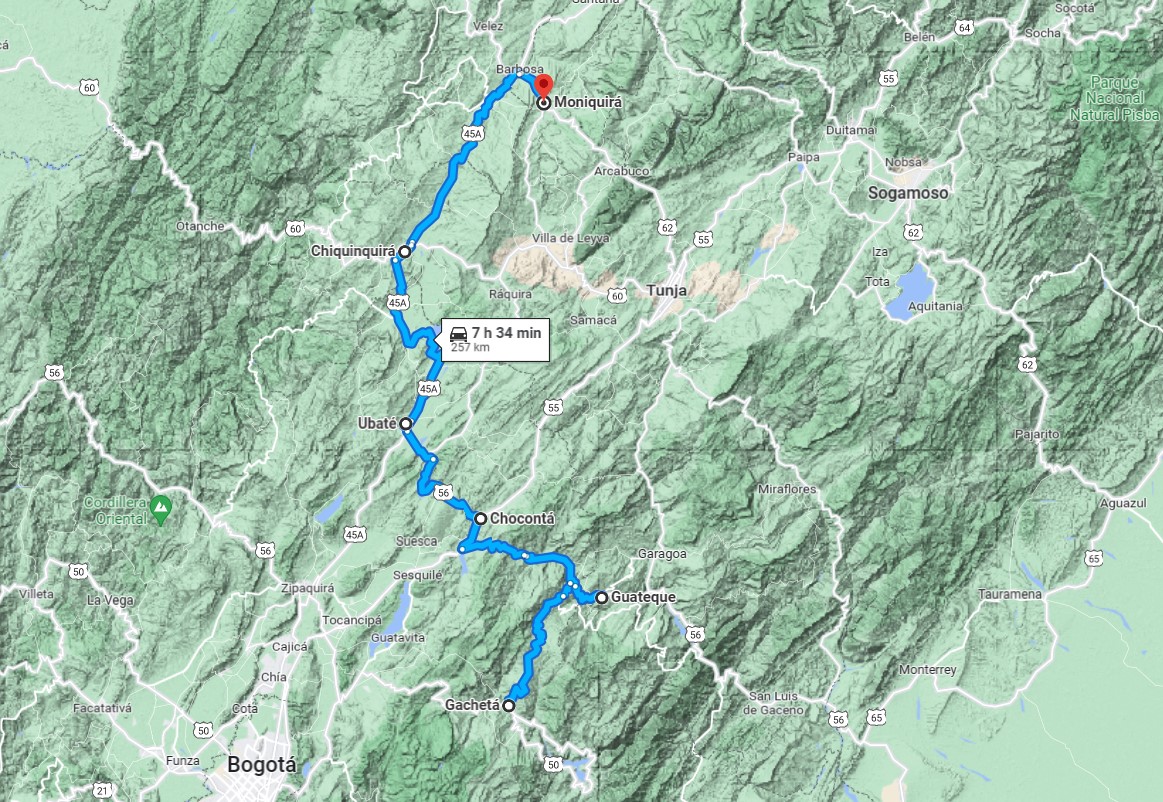 Socotá
Velez
64
Belén
Socha
cá
Barbosa
55
60
Parque
Nacional
Natural Pisba
Moniquirá
45A
Duitama
Paipa
Nobsa
Arcabuco
Sogamoso
Otanche
60
62
55
62
Villa de Leyva
Chiquinquirá
Iza
Tota
Ráquira
60
Tunja
Aquitania
45A
Samacá
7 h 34 min
257 km
62
56
45A
55
Ubaté
Pajarito
56
Miraflores
Cordillera
Oriental
Chocontá
Aguazul
45A
Suesca
56
Garagoa
65
50
Sesquilé
Zipaquirá
Villeta
La Vega
Guateque
Tauramena
Tocancipá
Guatavita
56
Cajicá
Monterrey
Chía
San Luis
de Gaceno
Gachetá
Facatativá
Cota
56
65
50
Funza
Bogotá
50
21